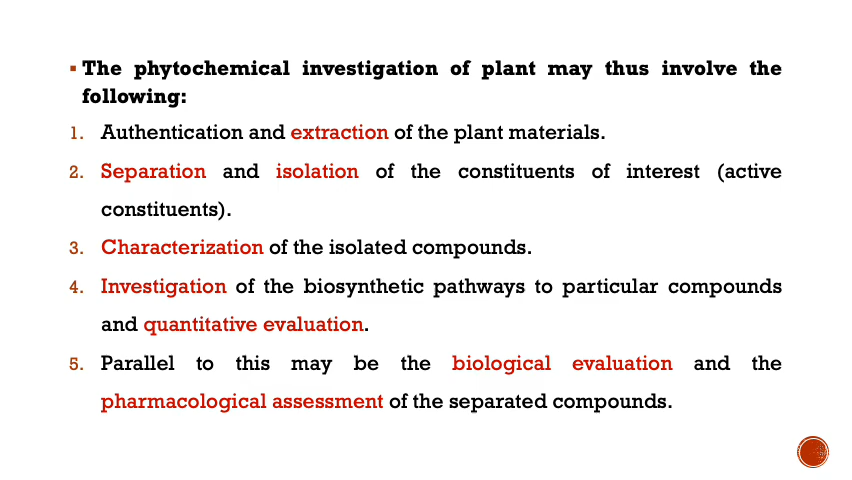 ▪ The phytochemical investigation of plant may thus involve the
following:
1. Authentication and extraction of the plant materials.
2. Separation and isolation of the constituents of interest (active
constituents).
3. Characterization of the isolated compounds.
4. Investigation of the biosynthetic pathways to particular compounds
and quantitative evaluation.
5. Parallel to this may be the biological evaluation and the
pharmacological assessment of the separated compounds.